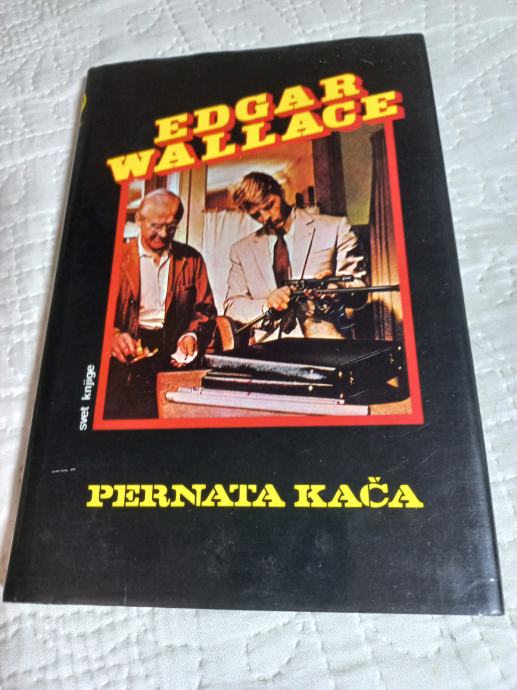 EDGAR
WALLACE
svet knjige
PERNATA KAČA